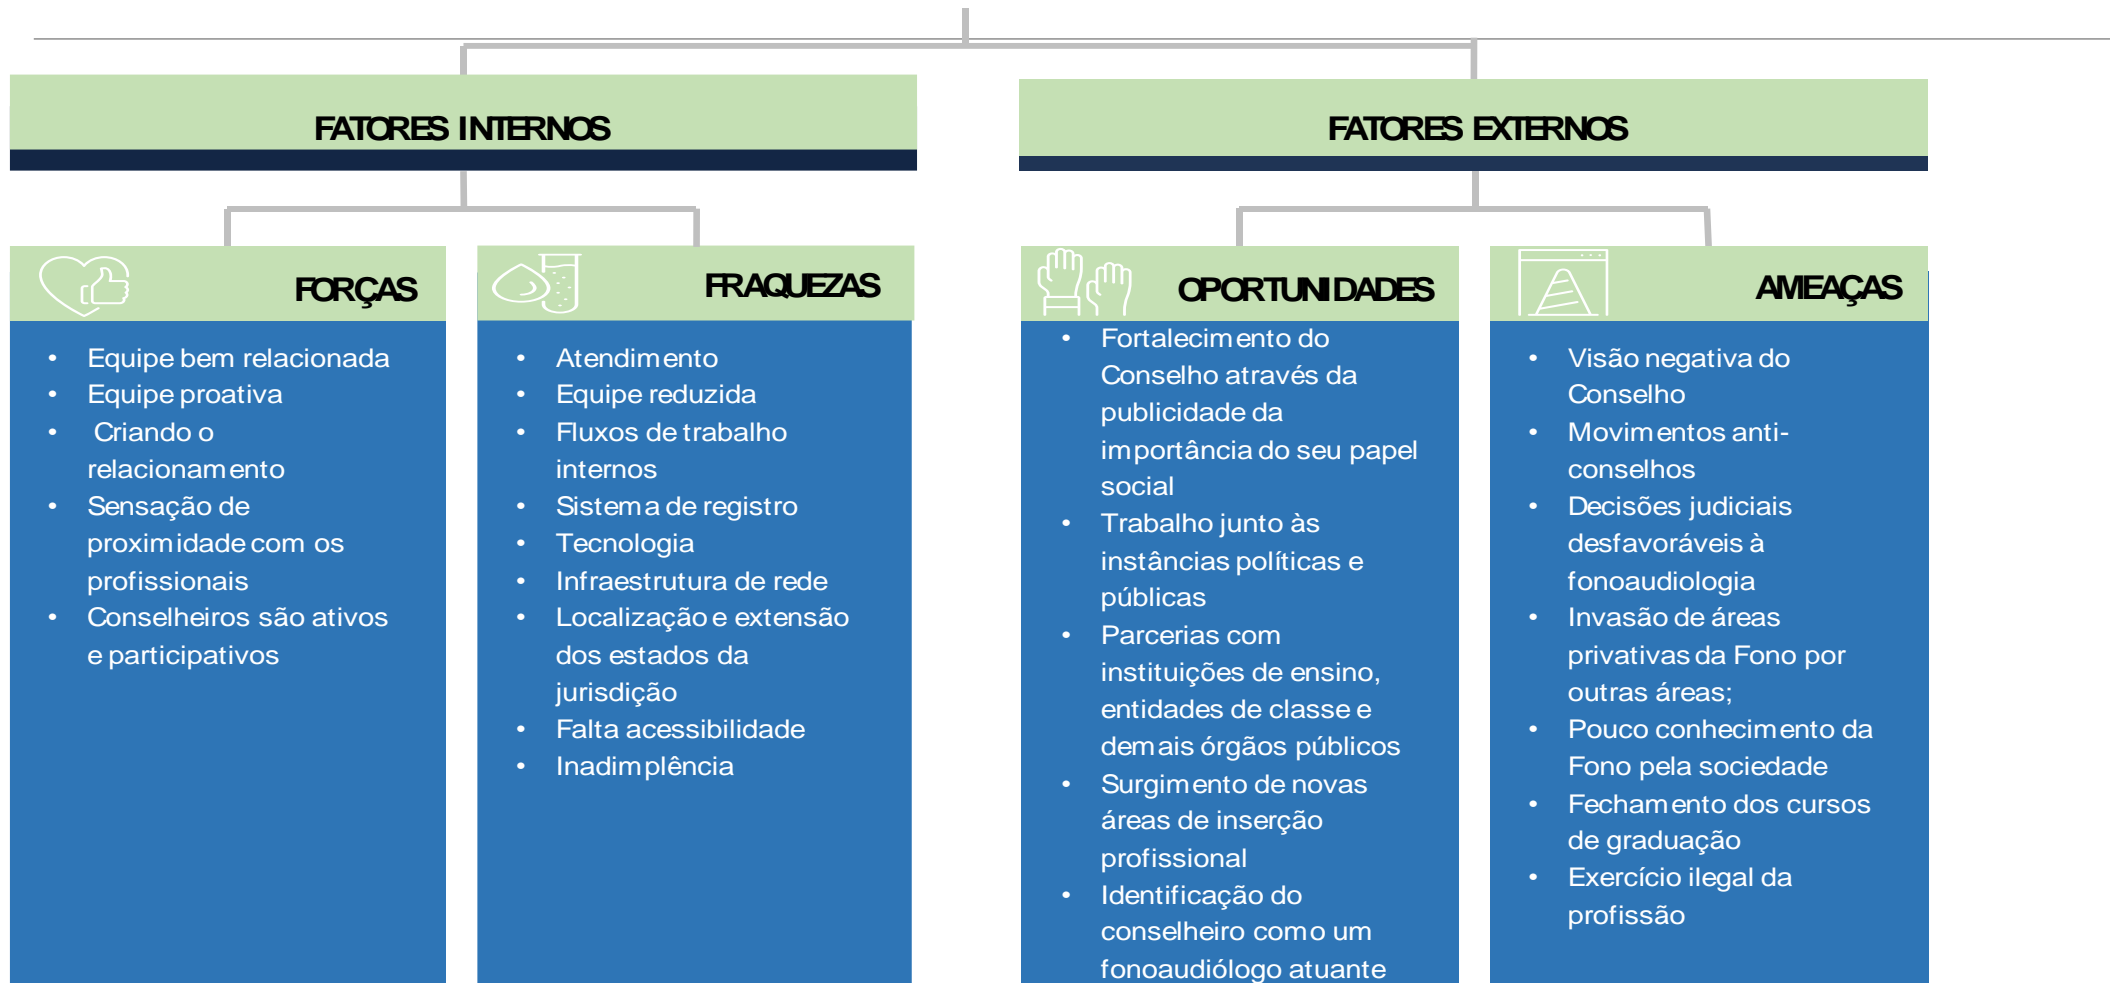 FATORES INTERNOS
FORÇAS
• Equipe bem relacionada
• Equipe proativa
• Criando o
relacionamento
• Sensação de
proximidade com os
profissionais
• Conselheiros são ativos
e participativos
FRAQUEZAS
• Atendimento
• Equipe reduzida
• Fluxos de trabalho
internos
• Sistema de registro
• Tecnologia
• Infraestrutura de rede
• Localização e extensão
dos estados da
jurisdição
• Falta acessibilidade
• Inadimplência
FATORES EXTERNOS
OPORTUNIDADES
• Fortalecimento do
Conselho através da
publicidade da
importância do seu papel
social
• Trabalho junto às
instâncias políticas e
públicas
• Parcerias com
instituições de ensino,
entidades de classe e
demais órgãos públicos
• Surgimento de novas
áreas de inserção
profissional
• Identificação do
conselheiro como um
fonoaudiólogo atuante
AMEAÇAS
• Visão negativa do
Conselho
• Movimentos anti-
conselhos
• Decisões judiciais
desfavoráveis à
fonoaudiologia
• Invasão de áreas
privativas da Fono por
outras áreas;
• Pouco conhecimento da
Fono pela sociedade
• Fechamento dos cursos
de graduação
• Exercício ilegal da
profissão